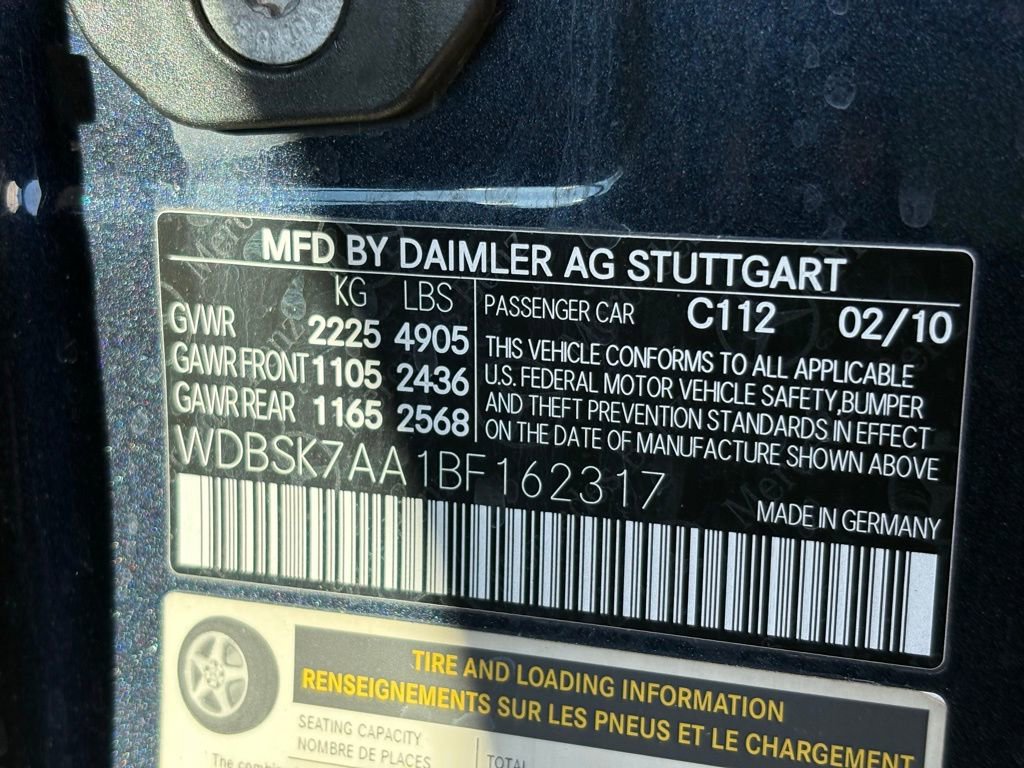 MFD BY DAIMLER AG STUTTGART
KG LBS
GVWR 2225 4905
GAWR FRONT 1105 2436
GAWR REAR 1165 2568
PASSENGER CAR C112 02/10
THIS VEHICLE CONFORMS TO ALL APPLICABLE
U.S. FEDERAL MOTOR VEHICLE SAFETY,BUMPER
AND THEFT PREVENTION STANDARDS IN EFFECT
ON THE DATE OF MANUFACTURE SHOWN ABOVE
WDBSK7AA1BF162317
MADE IN GERMANY
TIRE AND LOADING INFORMATION
RENSEIGNEMENTS SUR LES PNEUS ET LE CHARGEMENT
SEATING CAPACITY
NOMBRE DE PLACES
TOTAL
The combin